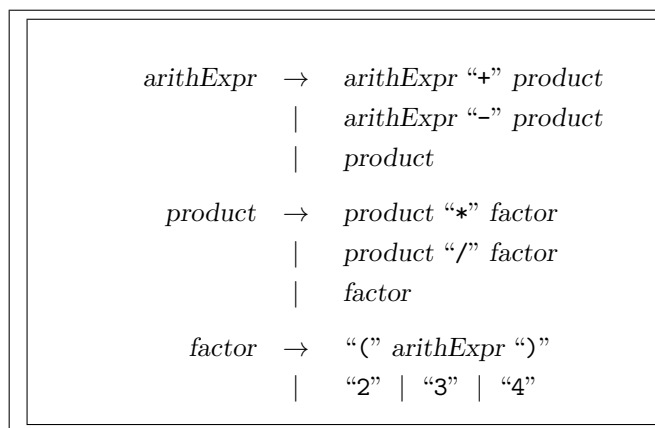 arithExpr → arithExpr “+” product
| arithExpr “-” product
| product
product → product “*” factor
| product “/” factor
| factor
factor → “(” arithExpr “)”
| “2” | “3” | “4”